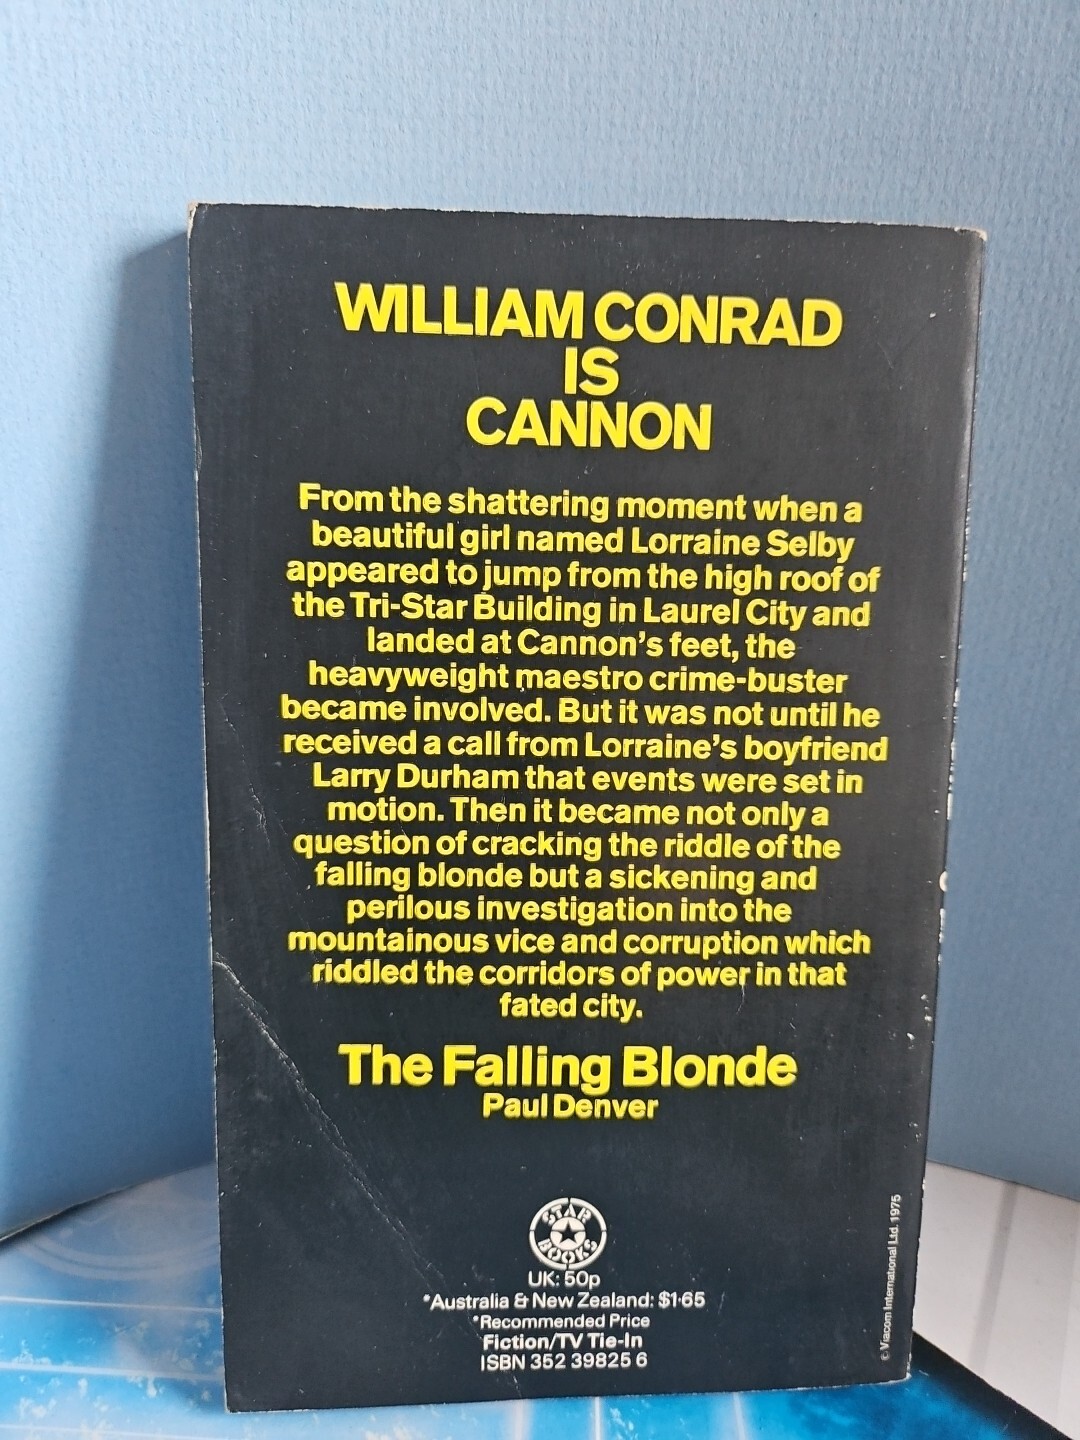 WILLIAM CONRAD
IS
CANNON
From the shattering moment when a
beautiful girl named Lorraine Selby
appeared to jump from the high roof of
the Tri-Star Building in Laurel City and
landed at Cannon's feet, the
heavyweight maestro crime-buster
became involved. But it was not until he
received a call from Lorraine's boyfriend
Larry Durham that events were set in
motion. Then it became not only a
question of cracking the riddle of the
falling blonde but a sickening and
perilous investigation into the
mountainous vice and corruption which
riddled the corridors of power in that
fated city.
The Falling Blonde
Paul Denver
STAR
BOOKS
UK: 50p
*Australia & New Zealand: $1·65
*Recommended Price
Fiction/TV Tie-In
ISBN 352 39825 6
© Viacom International Ltd. 1975